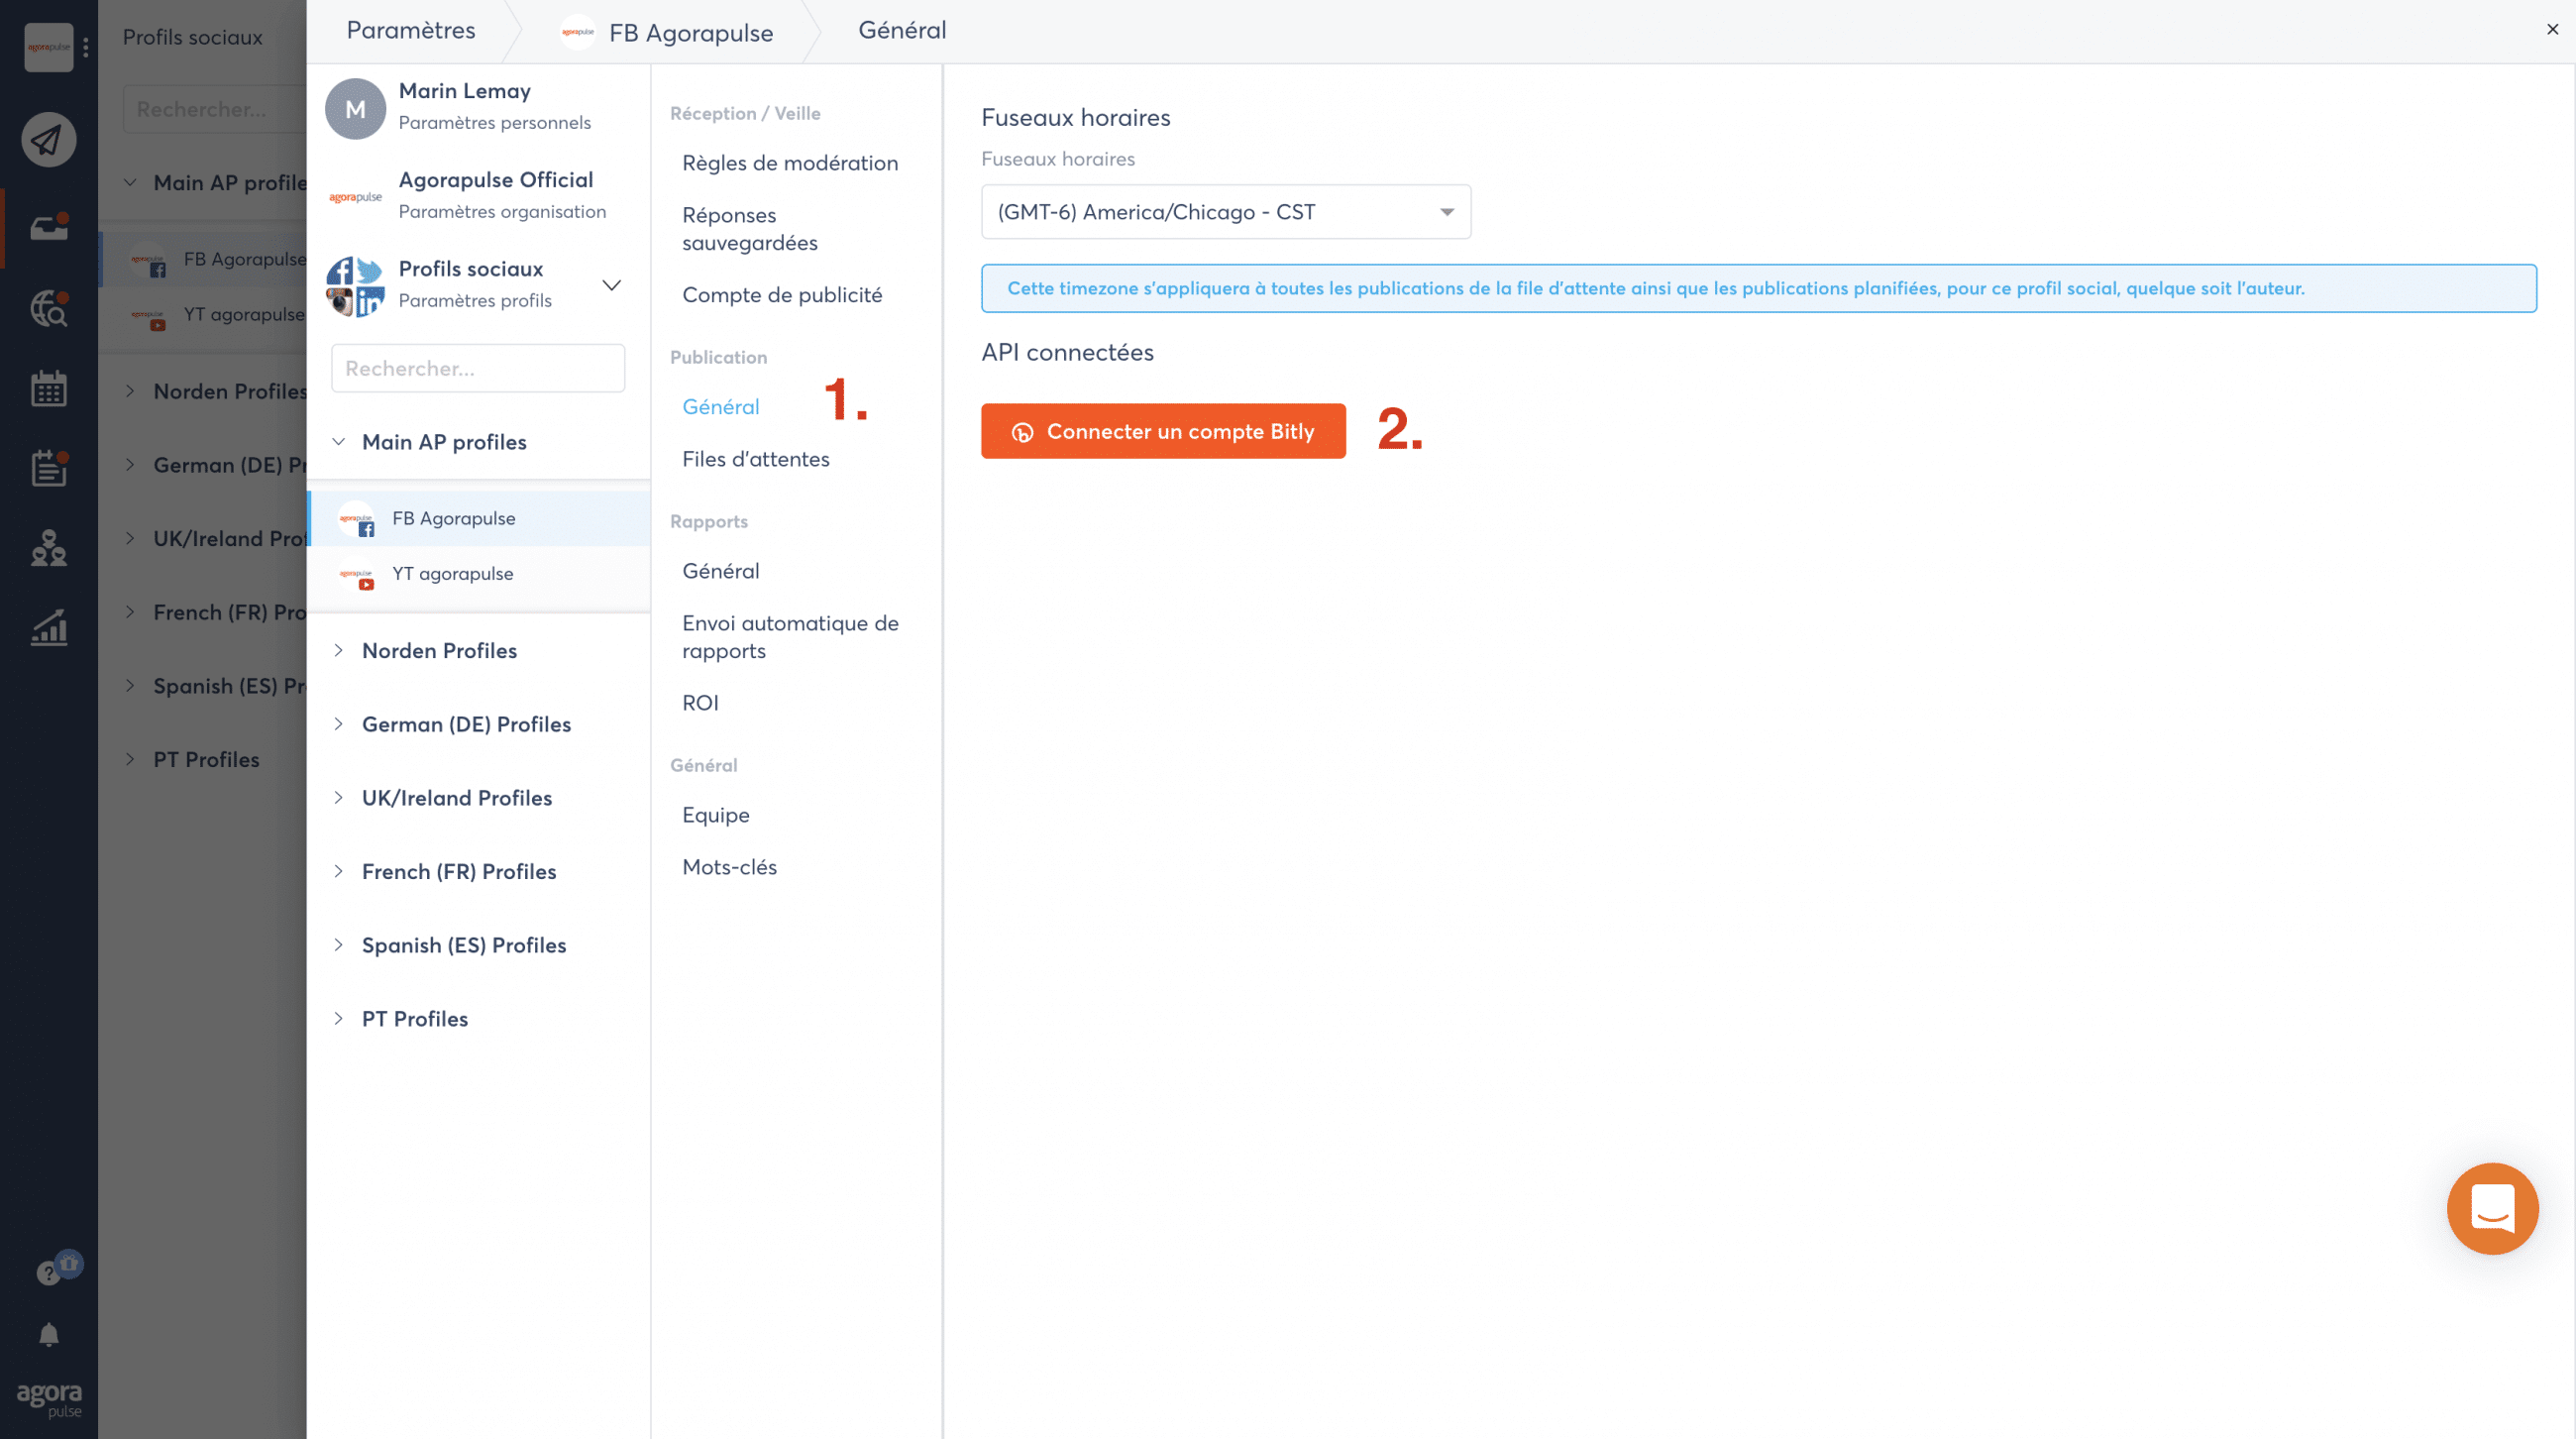 Paramètres
FB Agorapulse
Général
×
agorapulse
Profils sociaux
Rechercher...
Main AP profile
FB Agorapulse
YT agorapulse
Norden Profiles
German (DE) Pr
UK/Ireland Prof
French (FR) Pro
Spanish (ES) Pr
PT Profiles
?
agora
pulse
M
Marin Lemay
Paramètres personnels
agorapulse
Agorapulse Official
Paramètres organisation
Profils sociaux
Paramètres profils
Rechercher...
Main AP profiles
FB Agorapulse
YT agorapulse
Norden Profiles
German (DE) Profiles
UK/Ireland Profiles
French (FR) Profiles
Spanish (ES) Profiles
PT Profiles
Réception / Veille
Règles de modération
Réponses
sauvegardées
Compte de publicité
Publication
Général
1.
Files d'attentes
Rapports
Général
Envoi automatique de
rapports
ROI
Général
Equipe
Mots-clés
Fuseaux horaires
Fuseaux horaires
(GMT-6) America/Chicago - CST
Cette timezone s'appliquera à toutes les publications de la file d'attente ainsi que les publications planifiées, pour ce profil social, quelque soit l'auteur.
API connectées
Connecter un compte Bitly
2.